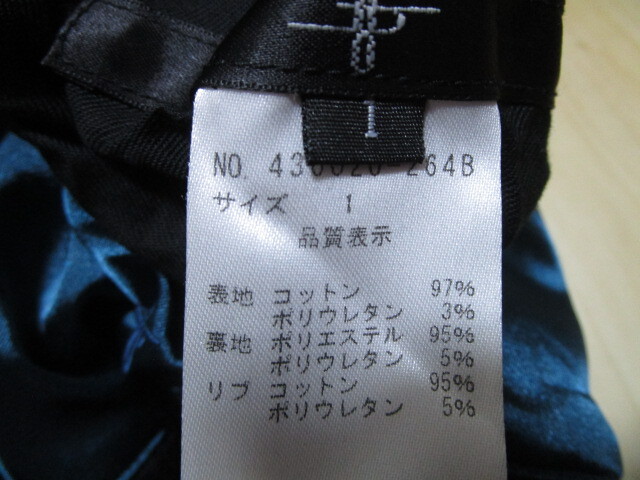 1
NO. 264B
サイズ 1
品質表示
表地 コットン 97%
ポリウレタン 3%
裏地 ポリエステル 95%
ポリウレタン 5%
リブ コットン 95%
ポリウレタン 5%